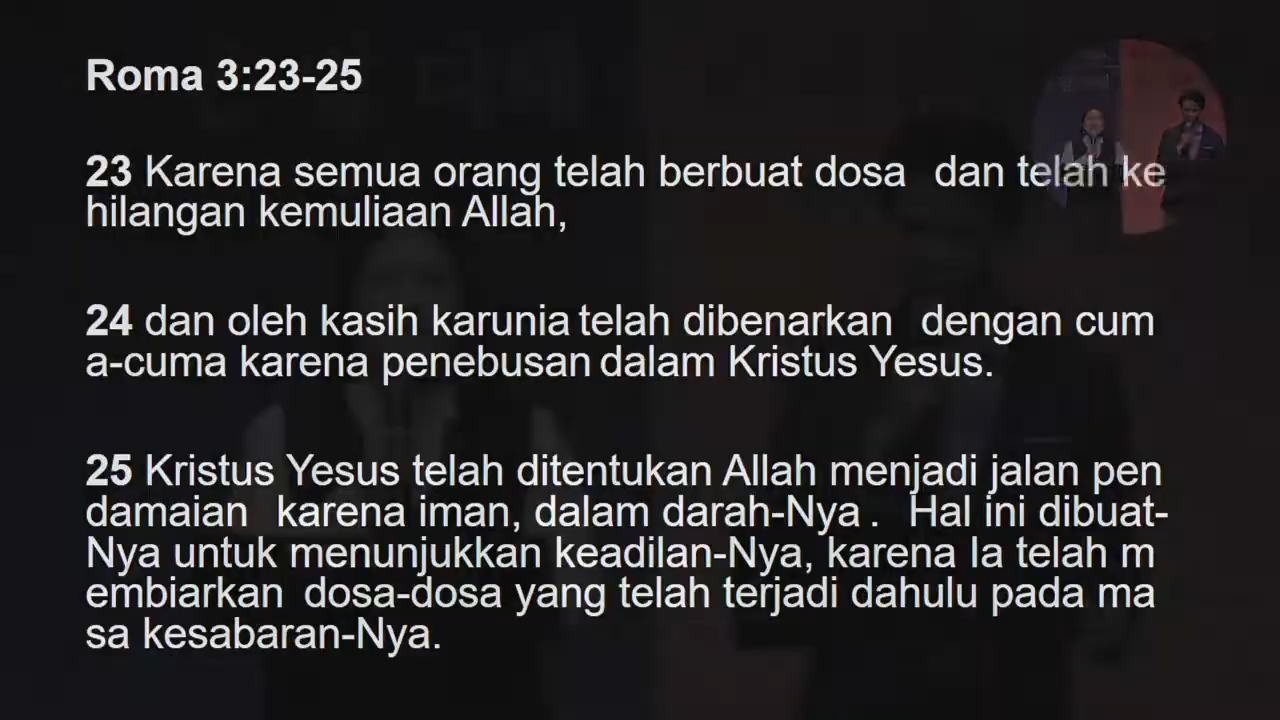 Roma 3:23-25
23 Karena semua orang telah berbuat dosa dan telah ke
hilangan kemuliaan Allah,
24 dan oleh kasih karunia telah dibenarkan dengan cum
a-cuma karena penebusan dalam Kristus Yesus.
25 Kristus Yesus telah ditentukan Allah menjadi jalan pen
damaian karena iman, dalam darah-Nya . Hal ini dibuat-
Nya untuk menunjukkan keadilan-Nya, karena Ia telah m
embiarkan dosa-dosa yang telah terjadi dahulu pada ma
sa kesabaran-Nya.